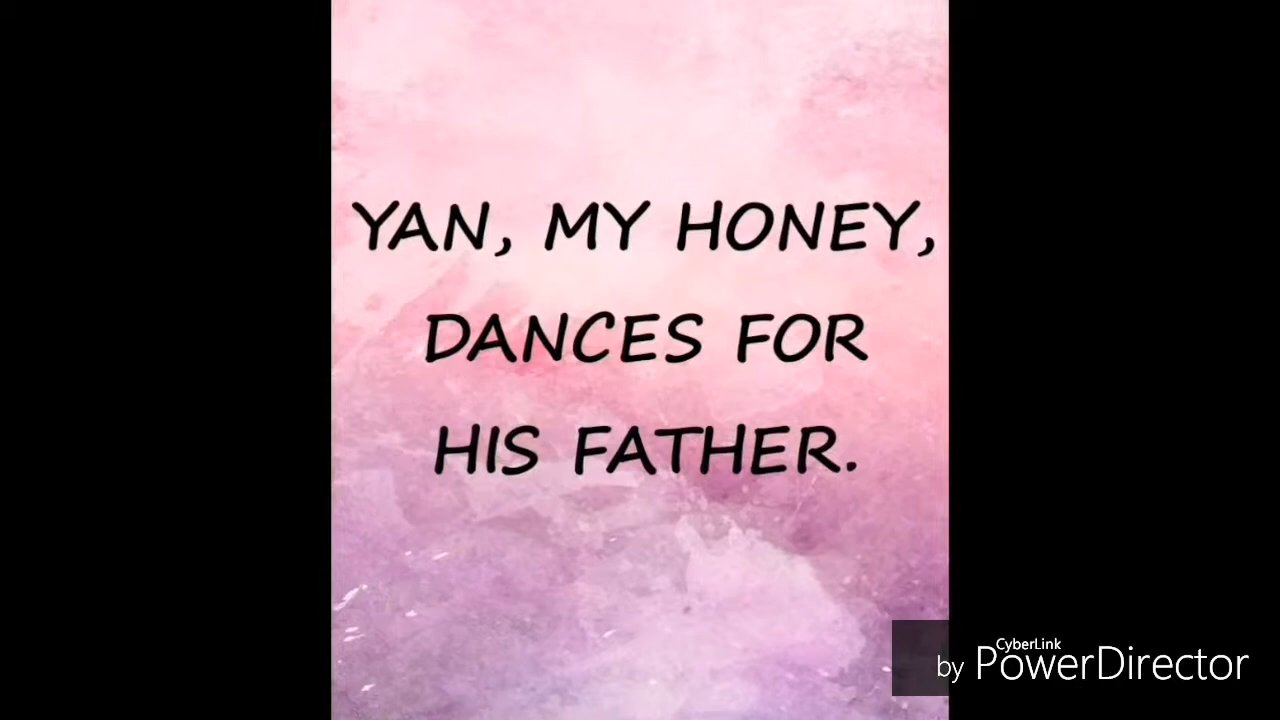 YAN, MY HONEY,
DANCES FOR
HIS FATHER.
CyberLink
by PowerDirector